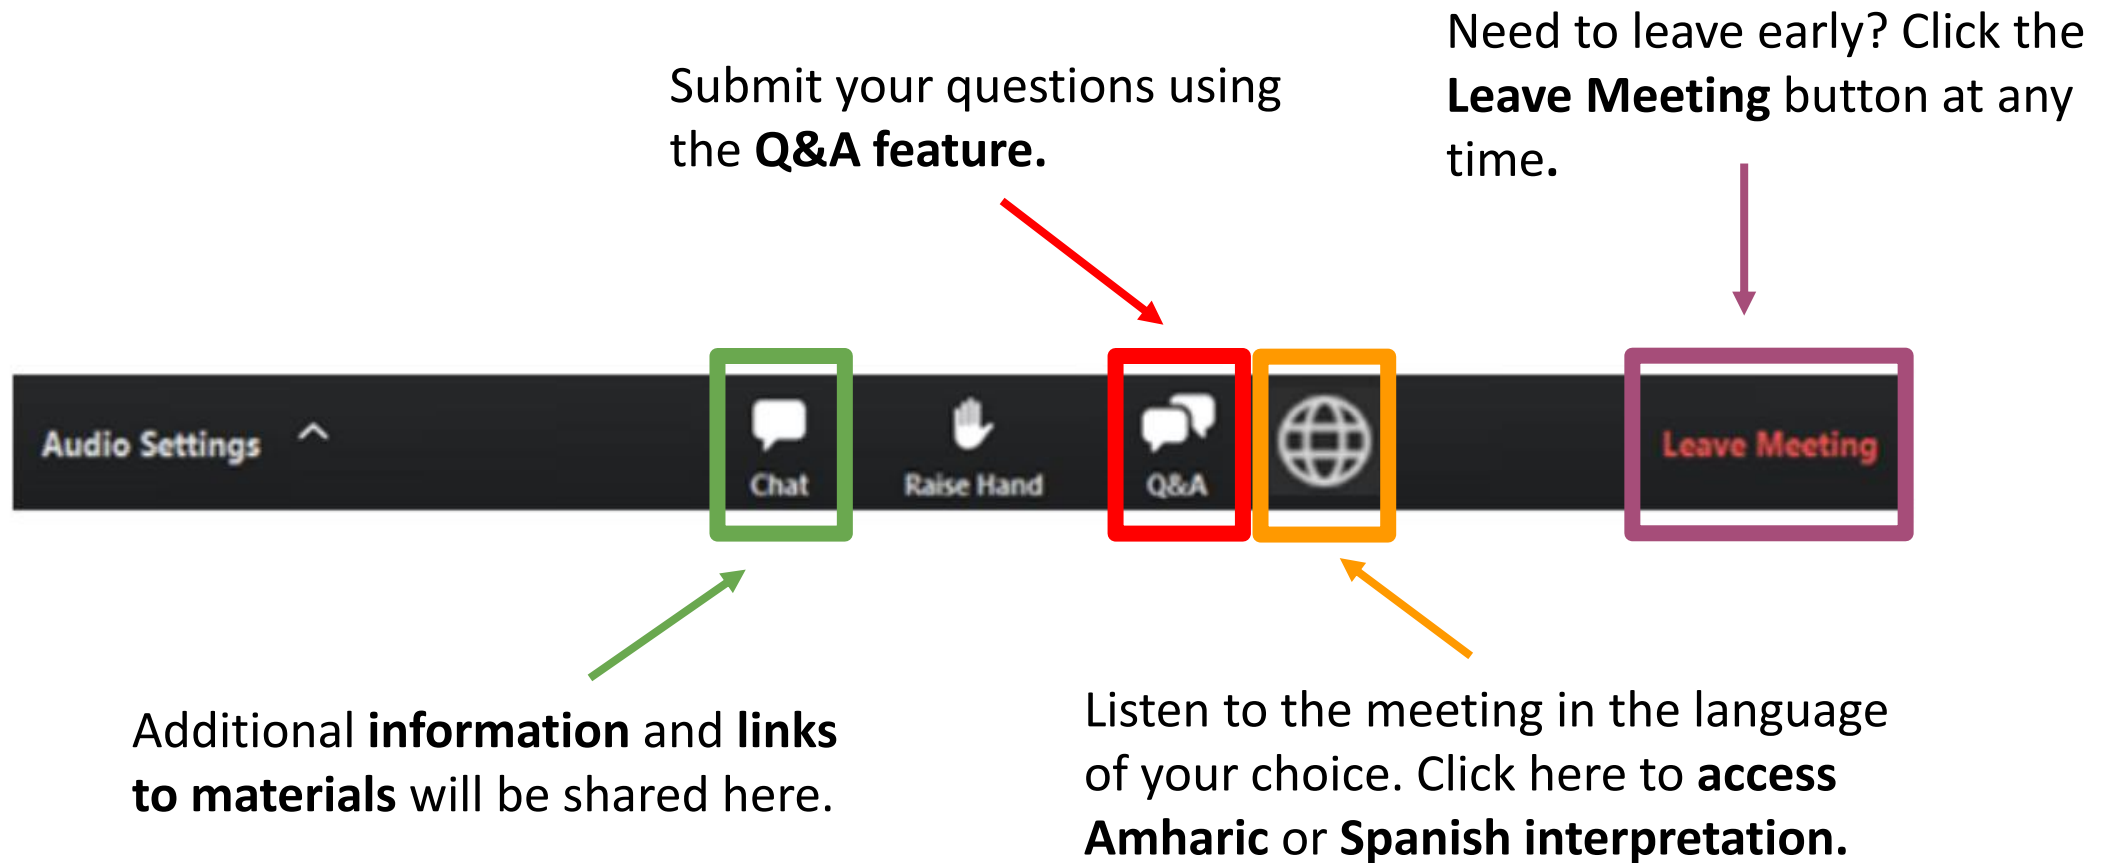 Need to leave early? Click the
Leave Meeting button at any
time.
Submit your questions using
the Q&A feature.
Audio Settings
Chat
Raise Hand
Q&A
Leave Meeting
Additional information and links
to materials will be shared here.
Listen to the meeting in the language
of your choice. Click here to access
Amharic or Spanish interpretation.